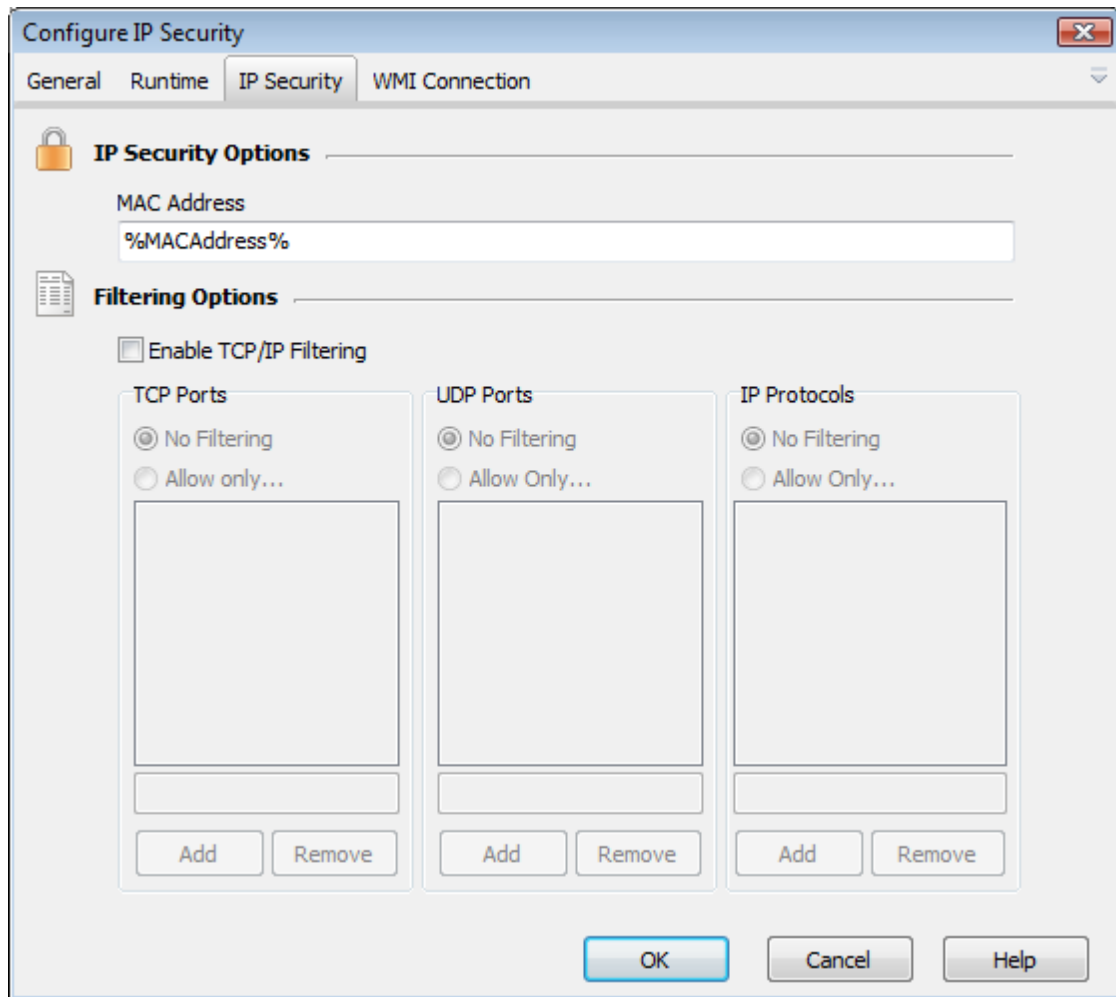 Configure IP Security
General Runtime IP Security WMI Connection
IP Security Options
MAC Address
%MACAddress%
Filtering Options
Enable TCP/IP Filtering
TCP Ports UDP Ports IP Protocols
No Filtering No Filtering No Filtering
Allow only... Allow Only... Allow Only...
Add Remove Add Remove Add Remove
OK Cancel Help